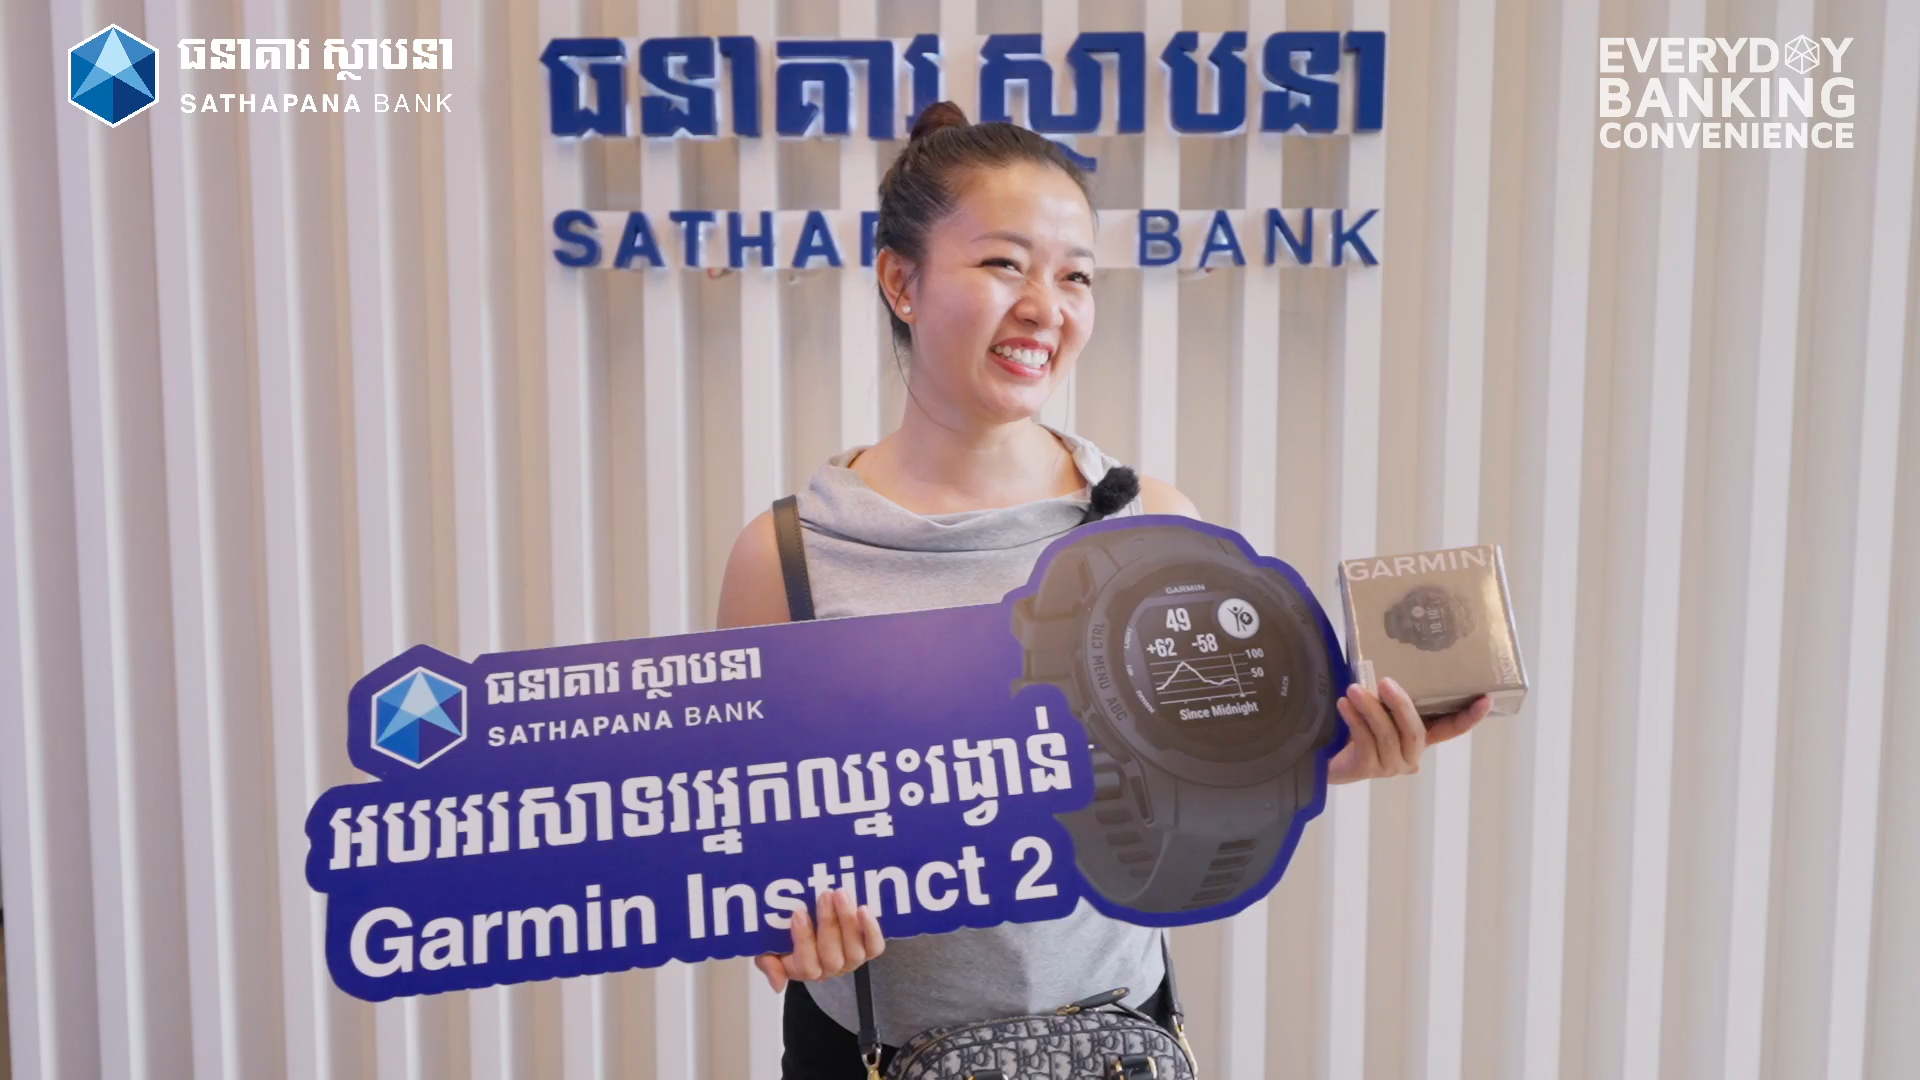 ធនាគារ ស្ថាបនា
SATHAPANA BANK
EVERYDAY
BANKING
CONVENIENCE
ធនាគារ ស្ថាបនា
BANK
GARMIN
ធនាគារ ស្ថាបនា
SATHAPANA BANK
អបអរសាទរអ្នកឈ្នះរង្វាន់
Garmin Instinct 2
GARMIN
49
+62 -58
100
50
Since Midnight
CTRL
MENU
ABC
BACK
SET